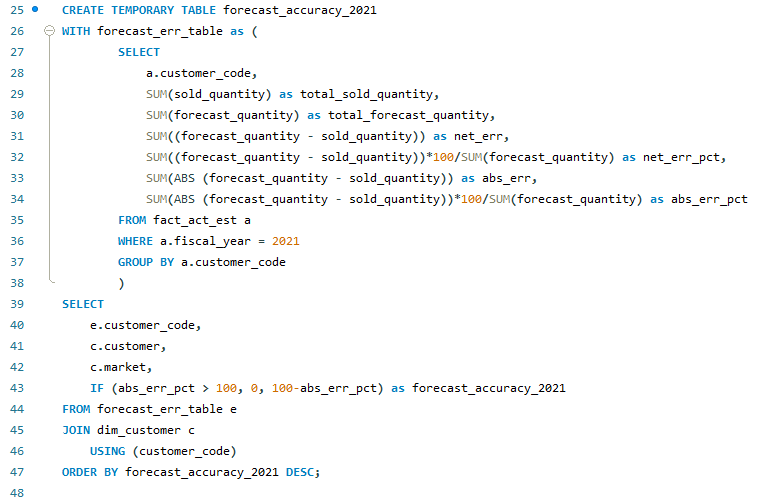 25 CREATE TEMPORARY TABLE forecast_accuracy_2021
26 WITH forecast_err_table as (
27 SELECT
28 a.customer_code,
29 SUM(sold_quantity) as total_sold_quantity,
30 SUM(forecast_quantity) as total_forecast_quantity,
31 SUM((forecast_quantity - sold_quantity)) as net_err,
32 SUM((forecast_quantity - sold_quantity))*100/SUM(forecast_quantity) as net_err_pct,
33 SUM(ABS (forecast_quantity - sold_quantity)) as abs_err,
34 SUM(ABS (forecast_quantity - sold_quantity))*100/SUM(forecast_quantity) as abs_err_pct
35 FROM fact_act_est a
36 WHERE a.fiscal_year = 2021
37 GROUP BY a.customer_code
38 )
39 SELECT
40 e.customer_code,
41 c.customer,
42 c.market,
43 IF (abs_err_pct > 100, 0, 100-abs_err_pct) as forecast_accuracy_2021
44 FROM forecast_err_table e
45 JOIN dim_customer c
46 USING (customer_code)
47 ORDER BY forecast_accuracy_2021 DESC;
48